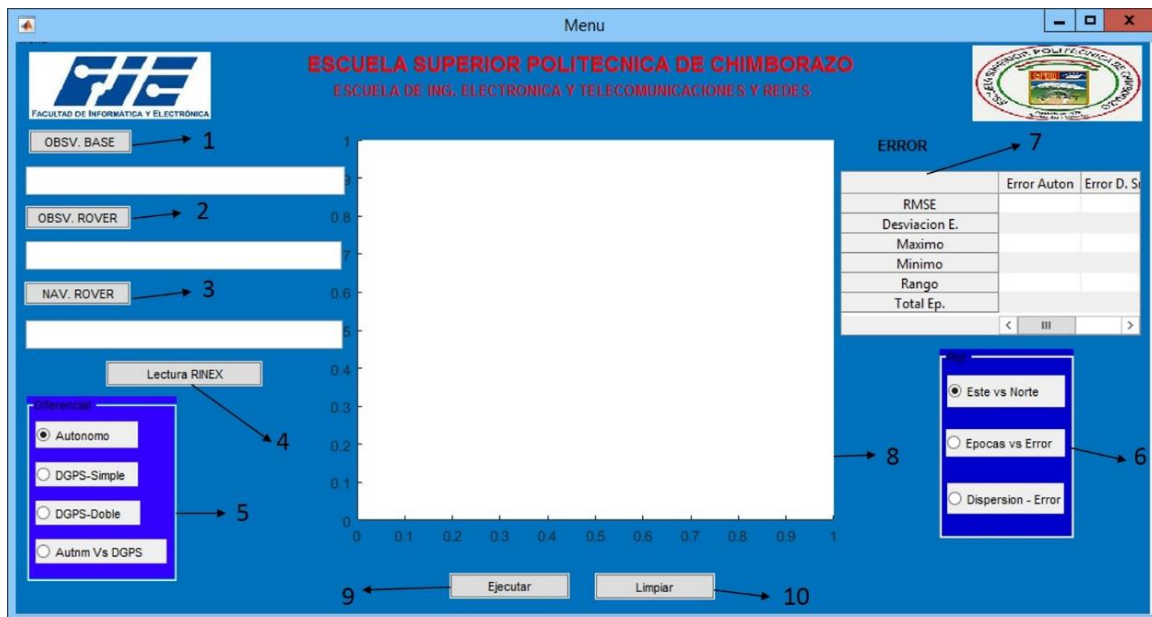 Menu
ESCUELA SUPERIOR POLITECNICA DE CHIMBORAZO
ESCUELA DE ING. ELECTRONICA Y TELECOMUNICACIONES Y REDES
FIE
FACULTAD DE INFORMÁTICA Y ELECTRÓNICA
OBSV. BASE
1
OBSV. ROVER
2
NAV. ROVER
3
Lectura RINEX
4
Diferencial
Autonomo
DGPS-Simple
DGPS-Doble
Autnm Vs DGPS
5
1
9
0.8
7
0.6
5
0.4
0.3
0.2
0.1
0
0 0.1 0.2 0.3 0.4 0.5 0.6 0.7 0.8 0.9 1
8
ERROR
7
Error Auton Error D. S
RMSE
Desviacion E.
Maximo
Minimo
Rango
Total Ep.
Este vs Norte
Epocas vs Error
Dispersion - Error
6
9
Ejecutar
Limpiar
10